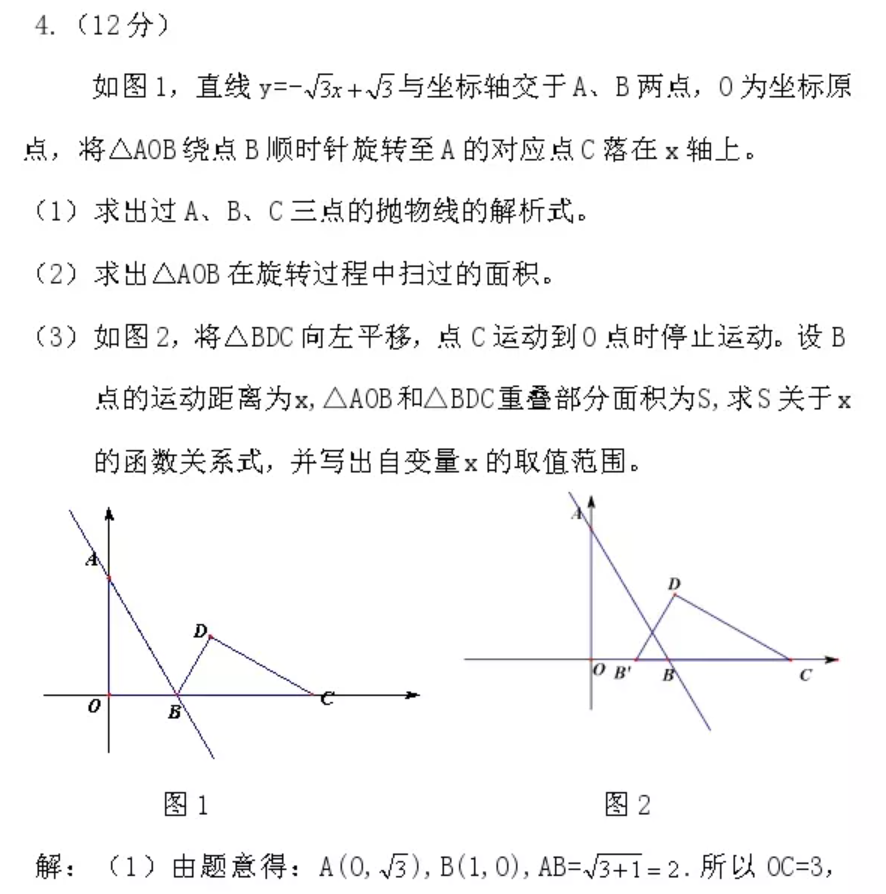 4.（12分）
如图1，直线y=-√3x+√3与坐标轴交于A、B两点，O为坐标原
点，将△AOB绕点B顺时针旋转至A的对应点C落在x轴上。
（1）求出过A、B、C三点的抛物线的解析式。
（2）求出△AOB在旋转过程中扫过的面积。
（3）如图2，将△BDC向左平移，点C运动到O点时停止运动。设B
点的运动距离为x,△AOB和△BDC重叠部分面积为S,求S关于x
的函数关系式，并写出自变量x的取值范围。
A
D
O
B
C
A
D
O
B'
B
C
图1
图2
解：（1）由题意得：A(0,√3),B(1,0),AB=√3+1=2.所以OC=3,